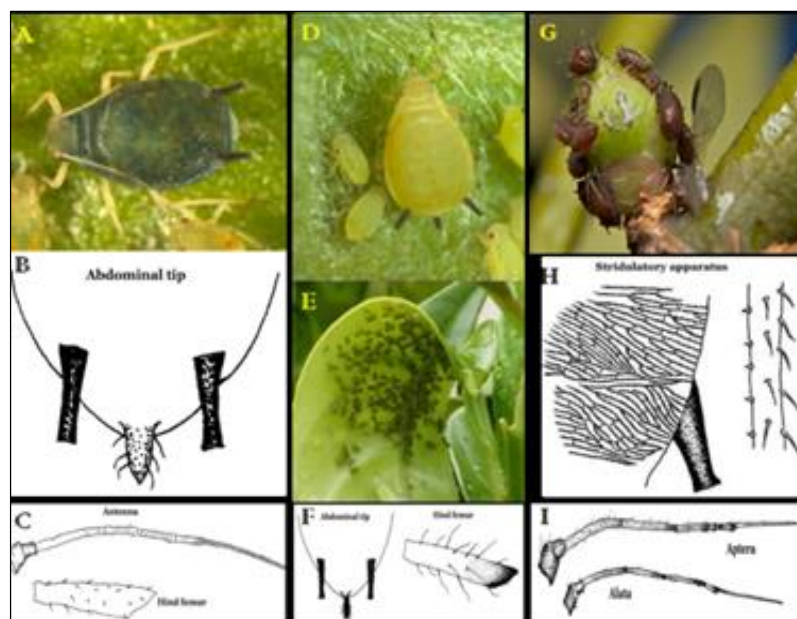 A
D
G
B
Abdominal tip
E
H
Stridulatory apparatus
C
Antenna
Hind femur
F
Abdominal tip
Hind femur
I
Aptera
Alata